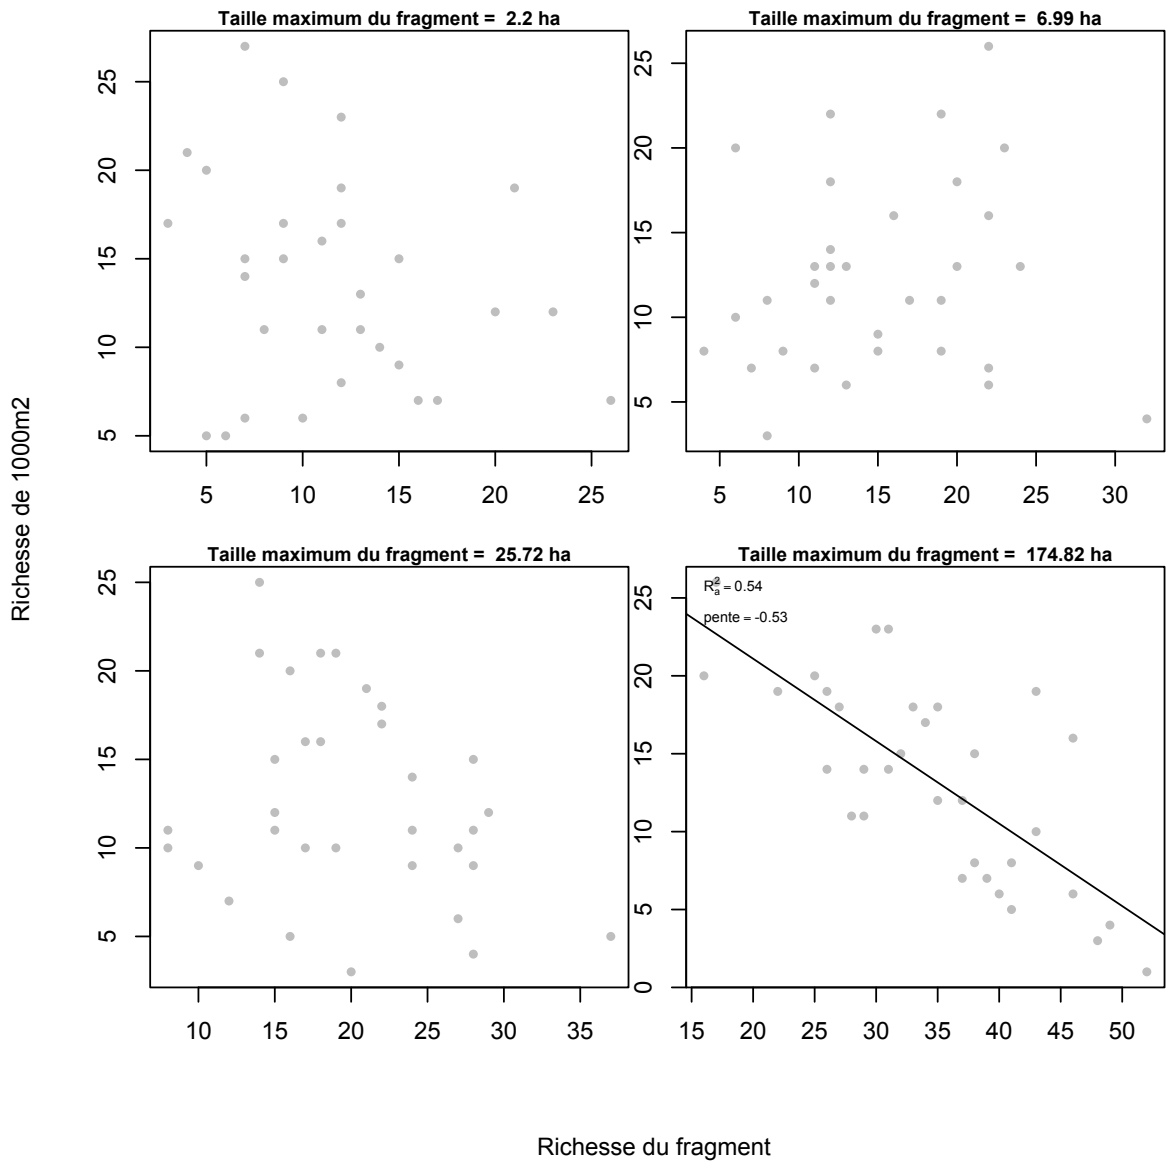 Taille maximum du fragment = 2.2 ha
25
20
15
10
5
5 10 15 20 25
Taille maximum du fragment = 6.99 ha
25
20
15
10
5
5 10 15 20 25 30
Richesse de 1000m2
Taille maximum du fragment = 25.72 ha
25
20
15
10
5
10 15 20 25 30 35
Taille maximum du fragment = 174.82 ha
R²ₐ = 0.54
pente = -0.53
25
20
15
10
5
0
15 20 25 30 35 40 45 50
Richesse du fragment